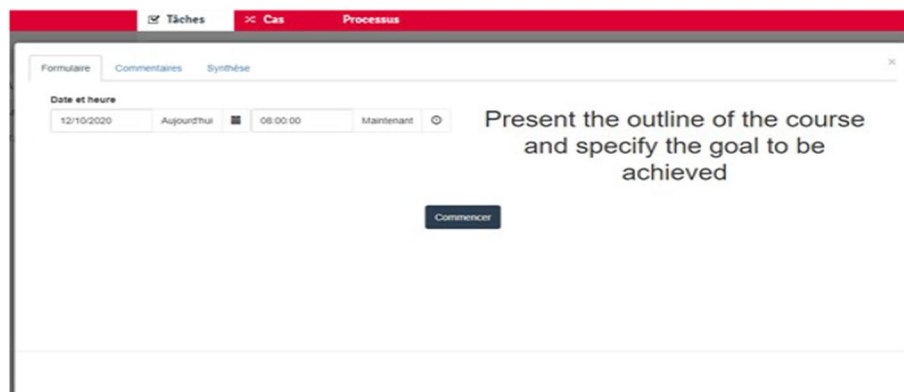 Tâches Cas Processus
Formulaire Commentaires Synthèse ×
Date et heure
12/10/2020 Aujourd'hui 08:00:00 Maintenant
Present the outline of the course
and specify the goal to be
achieved
Commencer